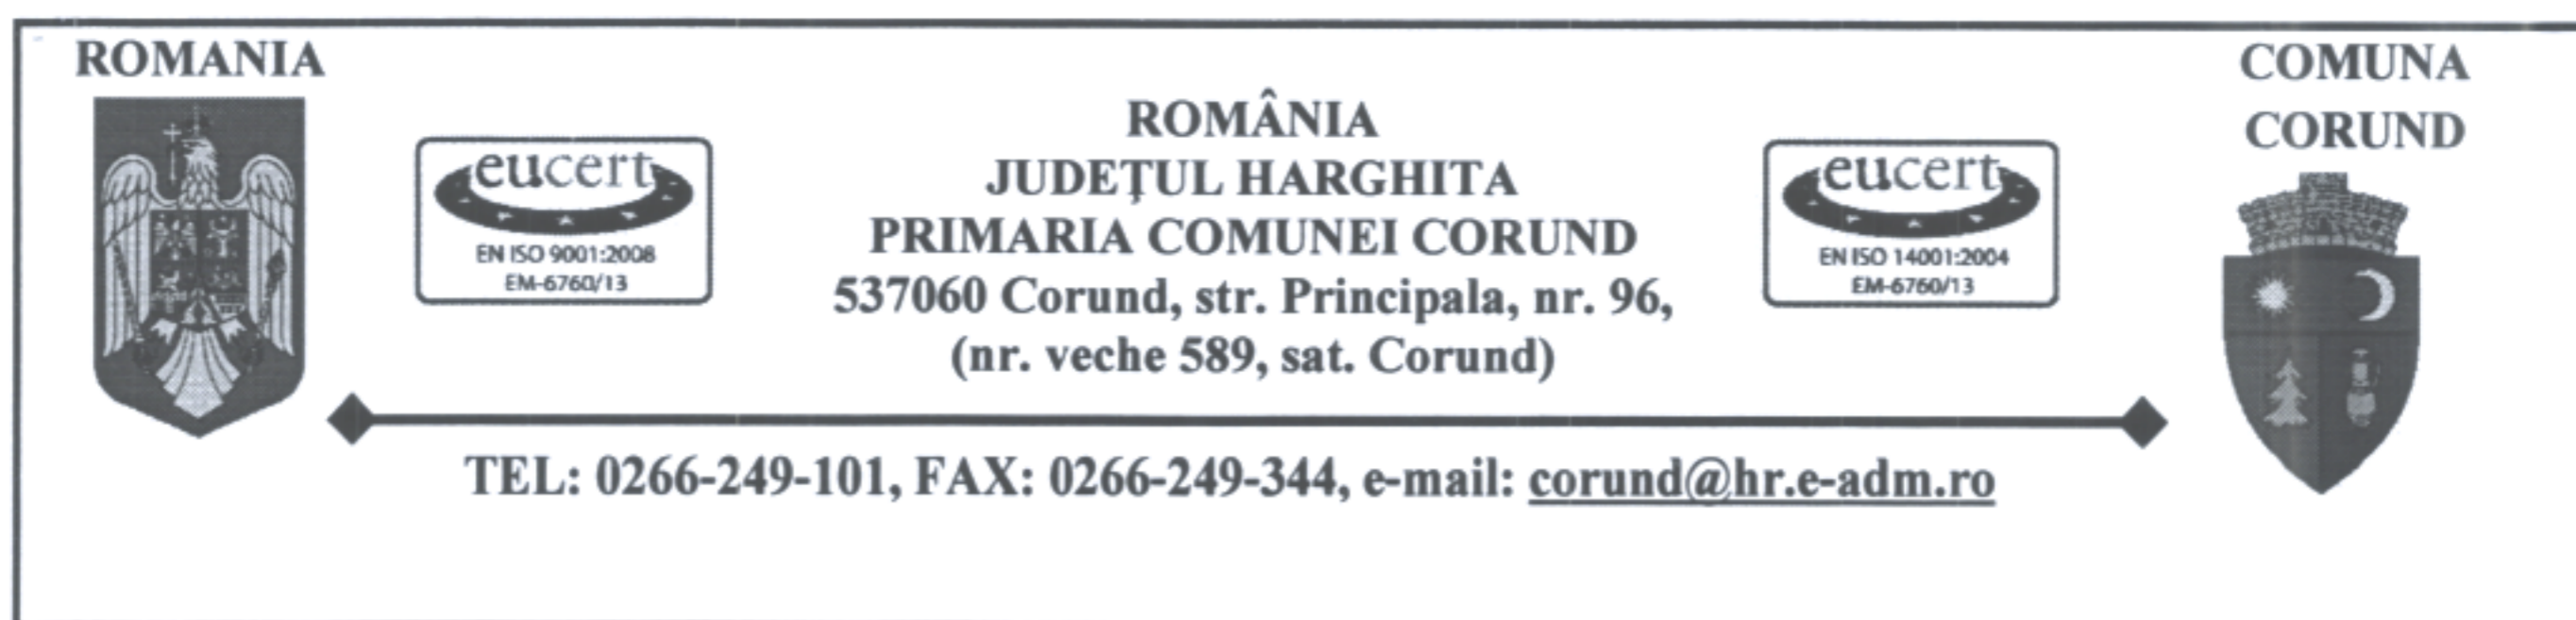 ROMANIA
COMUNA
CORUND
eucert
EN ISO 9001:2008
EM-6760/13
ROMÂNIA
JUDEŢUL HARGHITA
PRIMARIA COMUNEI CORUND
537060 Corund, str. Principala, nr. 96,
(nr. veche 589, sat. Corund)
eucert
EN ISO 14001:2004
EM-6760/13
TEL: 0266-249-101, FAX: 0266-249-344, e-mail: corund@hr.e-adm.ro